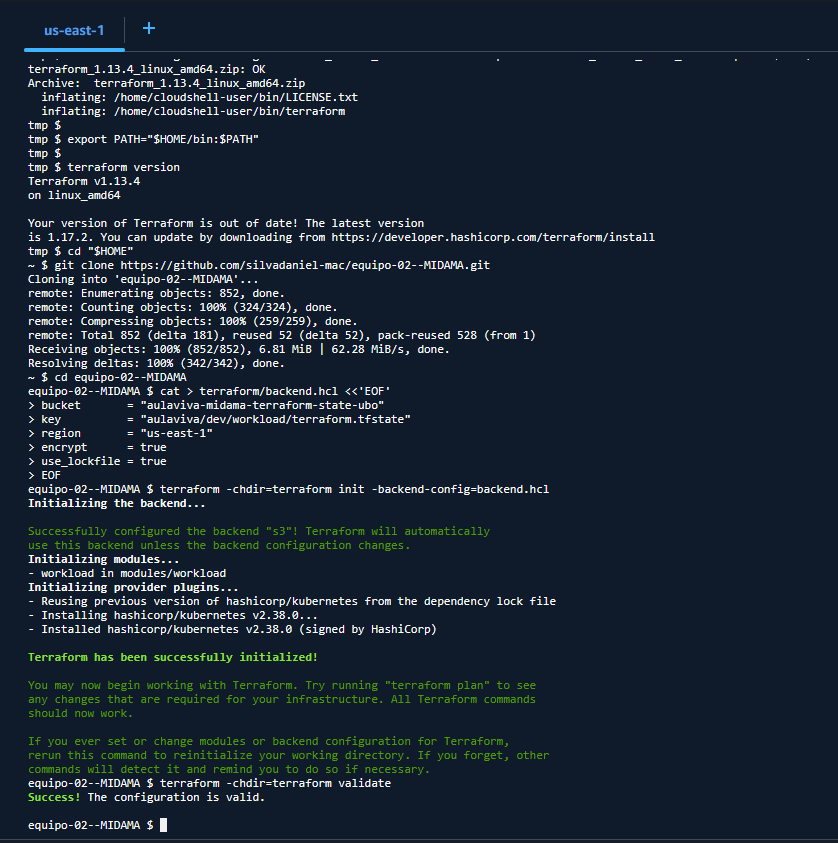 us-east-1
+
terraform_1.13.4_linux_amd64.zip: OK
Archive:  terraform_1.13.4_linux_amd64.zip
  inflating: /home/cloudshell-user/bin/LICENSE.txt
  inflating: /home/cloudshell-user/bin/terraform
tmp $
tmp $ export PATH="$HOME/bin:$PATH"
tmp $
tmp $ terraform version
Terraform v1.13.4
on linux_amd64

Your version of Terraform is out of date! The latest version
is 1.17.2. You can update by downloading from https://developer.hashicorp.com/terraform/install
tmp $ cd "$HOME"
~ $ git clone https://github.com/silvadaniel-mac/equipo-02--MIDAMA.git
Cloning into 'equipo-02--MIDAMA'...
remote: Enumerating objects: 852, done.
remote: Counting objects: 100% (324/324), done.
remote: Compressing objects: 100% (259/259), done.
remote: Total 852 (delta 181), reused 52 (delta 52), pack-reused 528 (from 1)
Receiving objects: 100% (852/852), 6.81 MiB | 62.28 MiB/s, done.
Resolving deltas: 100% (342/342), done.
~ $ cd equipo-02--MIDAMA
equipo-02--MIDAMA $ cat > terraform/backend.hcl <<'EOF'
> bucket       = "aulaviva-midama-terraform-state-ubo"
> key          = "aulaviva/dev/workload/terraform.tfstate"
> region       = "us-east-1"
> encrypt      = true
> use_lockfile = true
> EOF
equipo-02--MIDAMA $ terraform -chdir=terraform init -backend-config=backend.hcl
Initializing the backend...

Successfully configured the backend "s3"! Terraform will automatically
use this backend unless the backend configuration changes.
Initializing modules...
- workload in modules/workload
Initializing provider plugins...
- Reusing previous version of hashicorp/kubernetes from the dependency lock file
- Installing hashicorp/kubernetes v2.38.0...
- Installed hashicorp/kubernetes v2.38.0 (signed by HashiCorp)

Terraform has been successfully initialized!

You may now begin working with Terraform. Try running "terraform plan" to see
any changes that are required for your infrastructure. All Terraform commands
should now work.

If you ever set or change modules or backend configuration for Terraform,
rerun this command to reinitialize your working directory. If you forget, other
commands will detect it and remind you to do so if necessary.
equipo-02--MIDAMA $ terraform -chdir=terraform validate
Success! The configuration is valid.

equipo-02--MIDAMA $